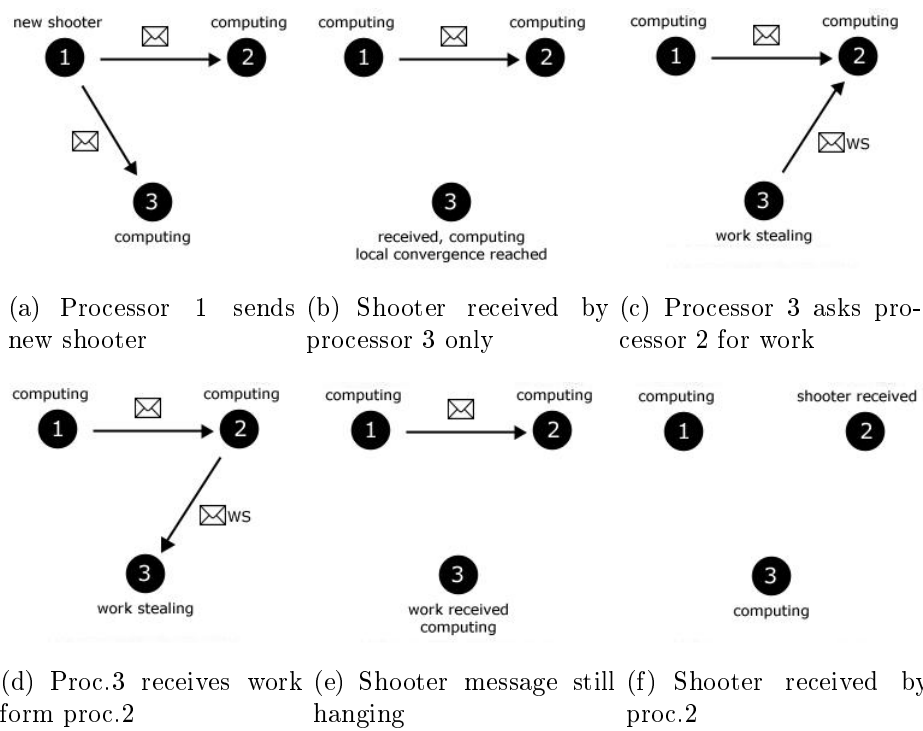 new shooter computing
1 2
3
computing
(a) Processor 1 sends
new shooter
computing computing
1 2
3
received, computing
local convergence reached
(b) Shooter received by
processor 3 only
computing computing
1 2
WS
3
work stealing
(c) Processor 3 asks pro-
cessor 2 for work
computing computing
1 2
WS
3
work stealing
(d) Proc.3 receives work
form proc.2
computing computing
1 2
3
work received
computing
(e) Shooter message still
hanging
computing shooter received
1 2
3
computing
(f) Shooter received by
proc.2